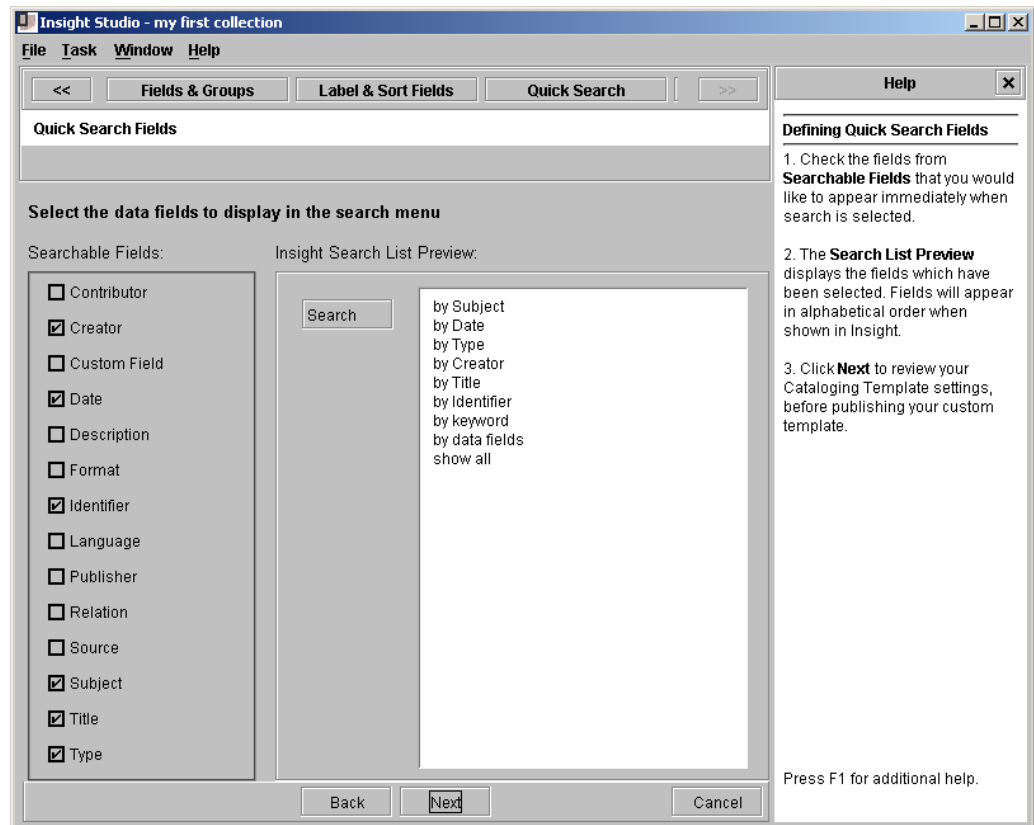 Insight Studio - my first collection
File Task Window Help
<< Fields & Groups Label & Sort Fields Quick Search >>
Quick Search Fields
Select the data fields to display in the search menu
Searchable Fields:
Contributor
Creator
Custom Field
Date
Description
Format
Identifier
Language
Publisher
Relation
Source
Subject
Title
Type
Insight Search List Preview:
Search
by Subject
by Date
by Type
by Creator
by Title
by Identifier
by keyword
by data fields
show all
Back Next Cancel
Help
Defining Quick Search Fields
1. Check the fields from
Searchable Fields that you would
like to appear immediately when
search is selected.
2. The Search List Preview
displays the fields which have
been selected. Fields will appear
in alphabetical order when
shown in Insight.
3. Click Next to review your
Cataloging Template settings,
before publishing your custom
template.
Press F1 for additional help.